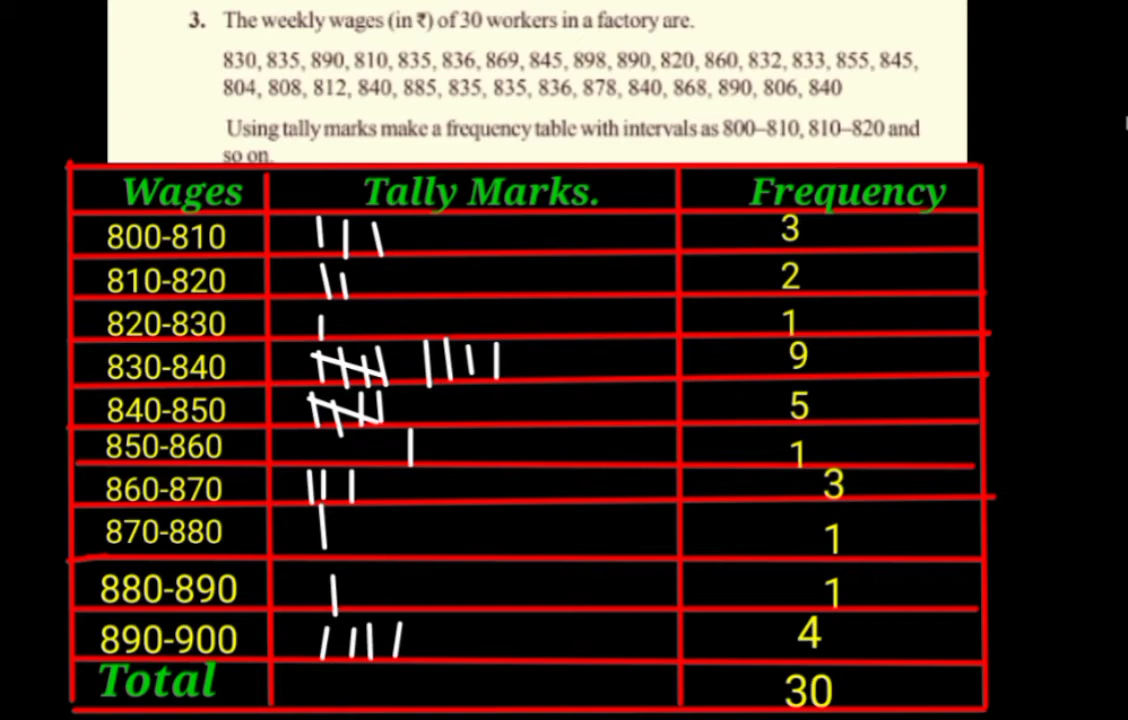 3. The weekly wages (in ₹) of 30 workers in a factory are.
830, 835, 890, 810, 835, 836, 869, 845, 898, 890, 820, 860, 832, 833, 855, 845,
804, 808, 812, 840, 885, 835, 835, 836, 878, 840, 868, 890, 806, 840
Using tally marks make a frequency table with intervals as 800–810, 810–820 and
so on.
Wages Tally Marks. Frequency
800-810 3
810-820 2
820-830 1
830-840 9
840-850 5
850-860 1
860-870 3
870-880 1
880-890 1
890-900 4
Total 30